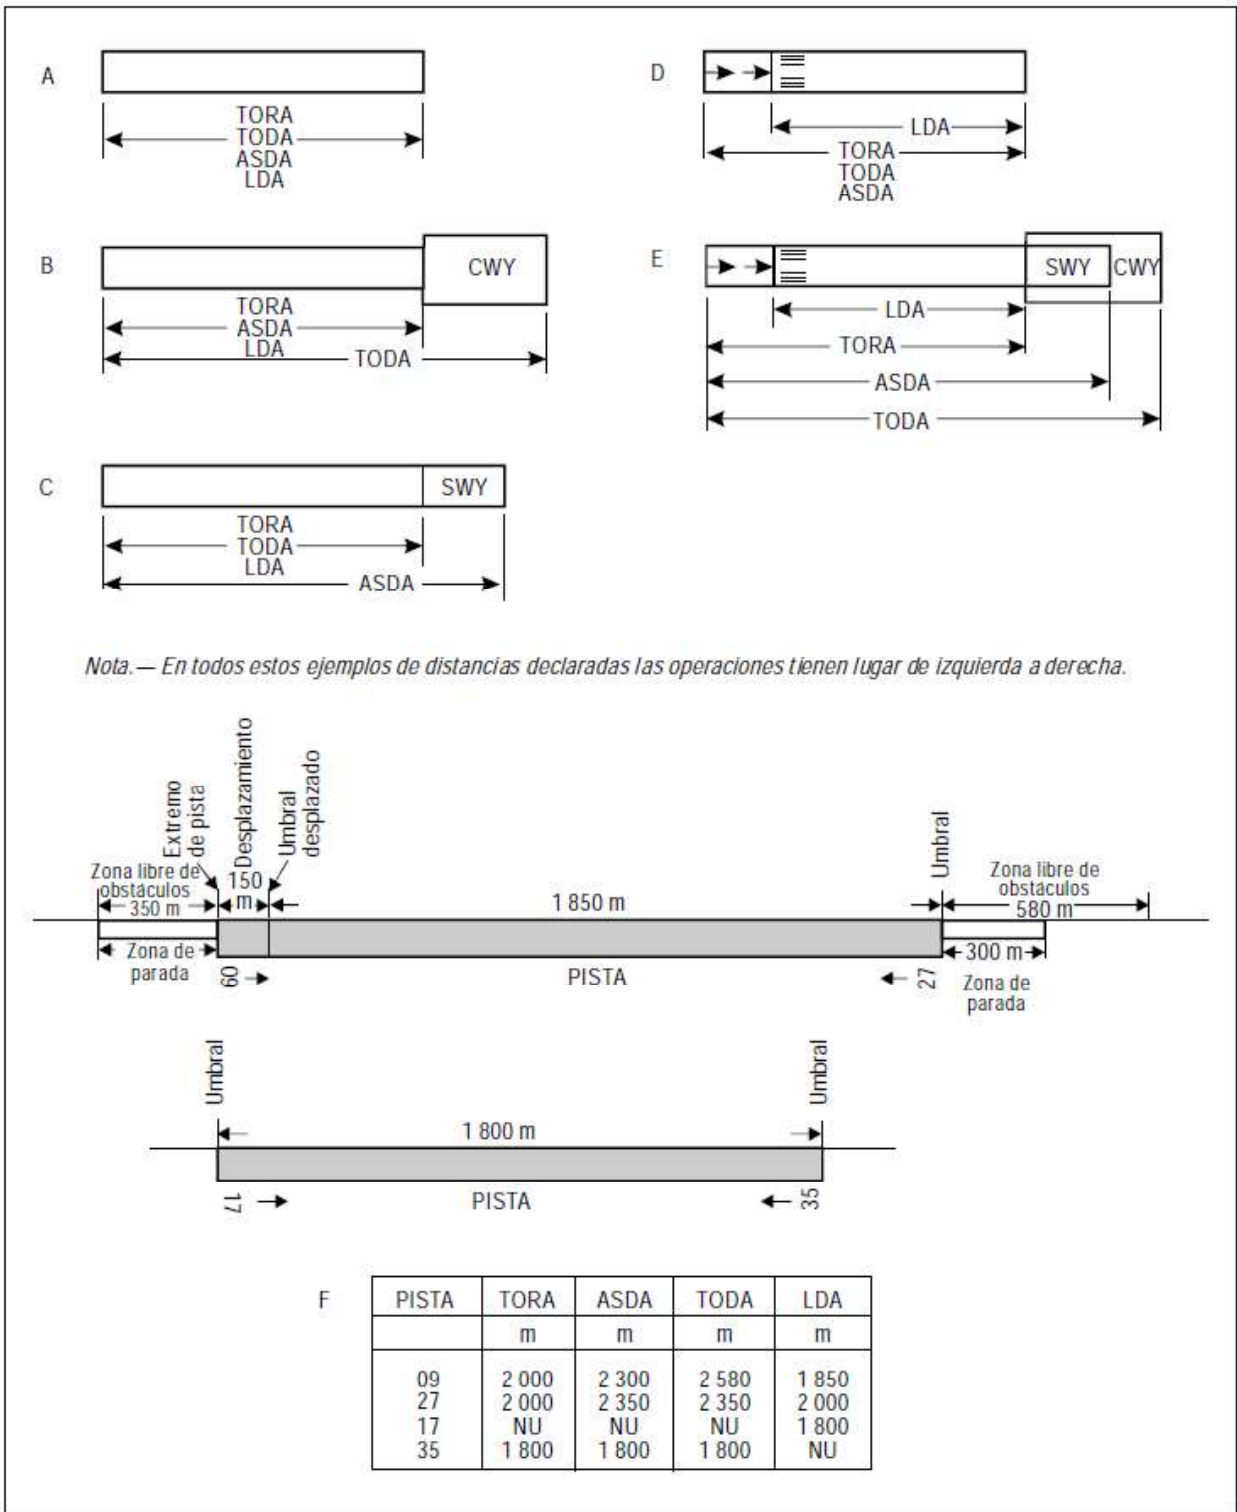 A
TORA
TODA
ASDA
LDA
D
LDA
TORA
TODA
ASDA
B
CWY
TORA
ASDA
LDA
TODA
E
SWY
CWY
LDA
TORA
ASDA
TODA
C
SWY
TORA
TODA
LDA
ASDA
Nota.— En todos estos ejemplos de distancias declaradas las operaciones tienen lugar de izquierda a derecha.
Zona libre de
obstáculos
350 m
Extremo
de pista
Desplazamiento
150
m
Umbral
desplazado
1 850 m
Umbral
Zona libre de
obstáculos
580 m
Zona de
parada
09
PISTA
27
300 m
Zona de
parada
Umbral
1 800 m
Umbral
17
PISTA
35
F
PISTA TORA ASDA TODA LDA
m m m m
09 2 000 2 300 2 580 1 850
27 2 000 2 350 2 350 2 000
17 NU NU NU 1 800
35 1 800 1 800 1 800 NU